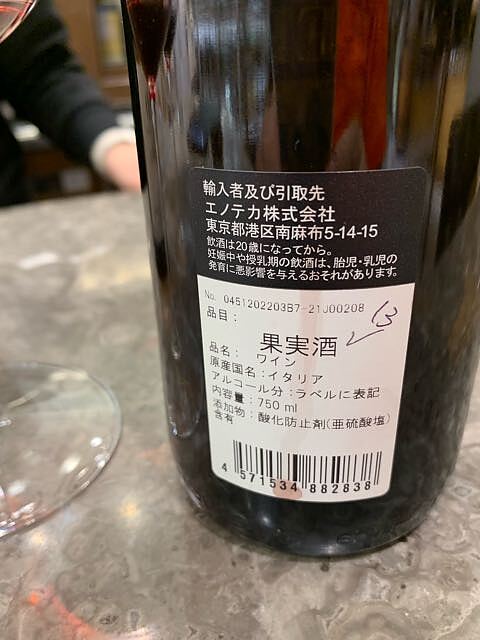 輸入者及び引取先
エノテカ株式会社
東京都港区南麻布5-14-15
飲酒は20歳になってから。
妊娠中や授乳期の飲酒は、胎児・乳児の
発育に悪影響を与えるおそれがあります。
No. 0451202203B7-21J00208
品目：
果実酒
品名： ワイン
原産国名：イタリア
アルコール分：ラベルに表記
内容量：750 ml
添加物：酸化防止剤(亜硫酸塩)
含有
4 571534 882838